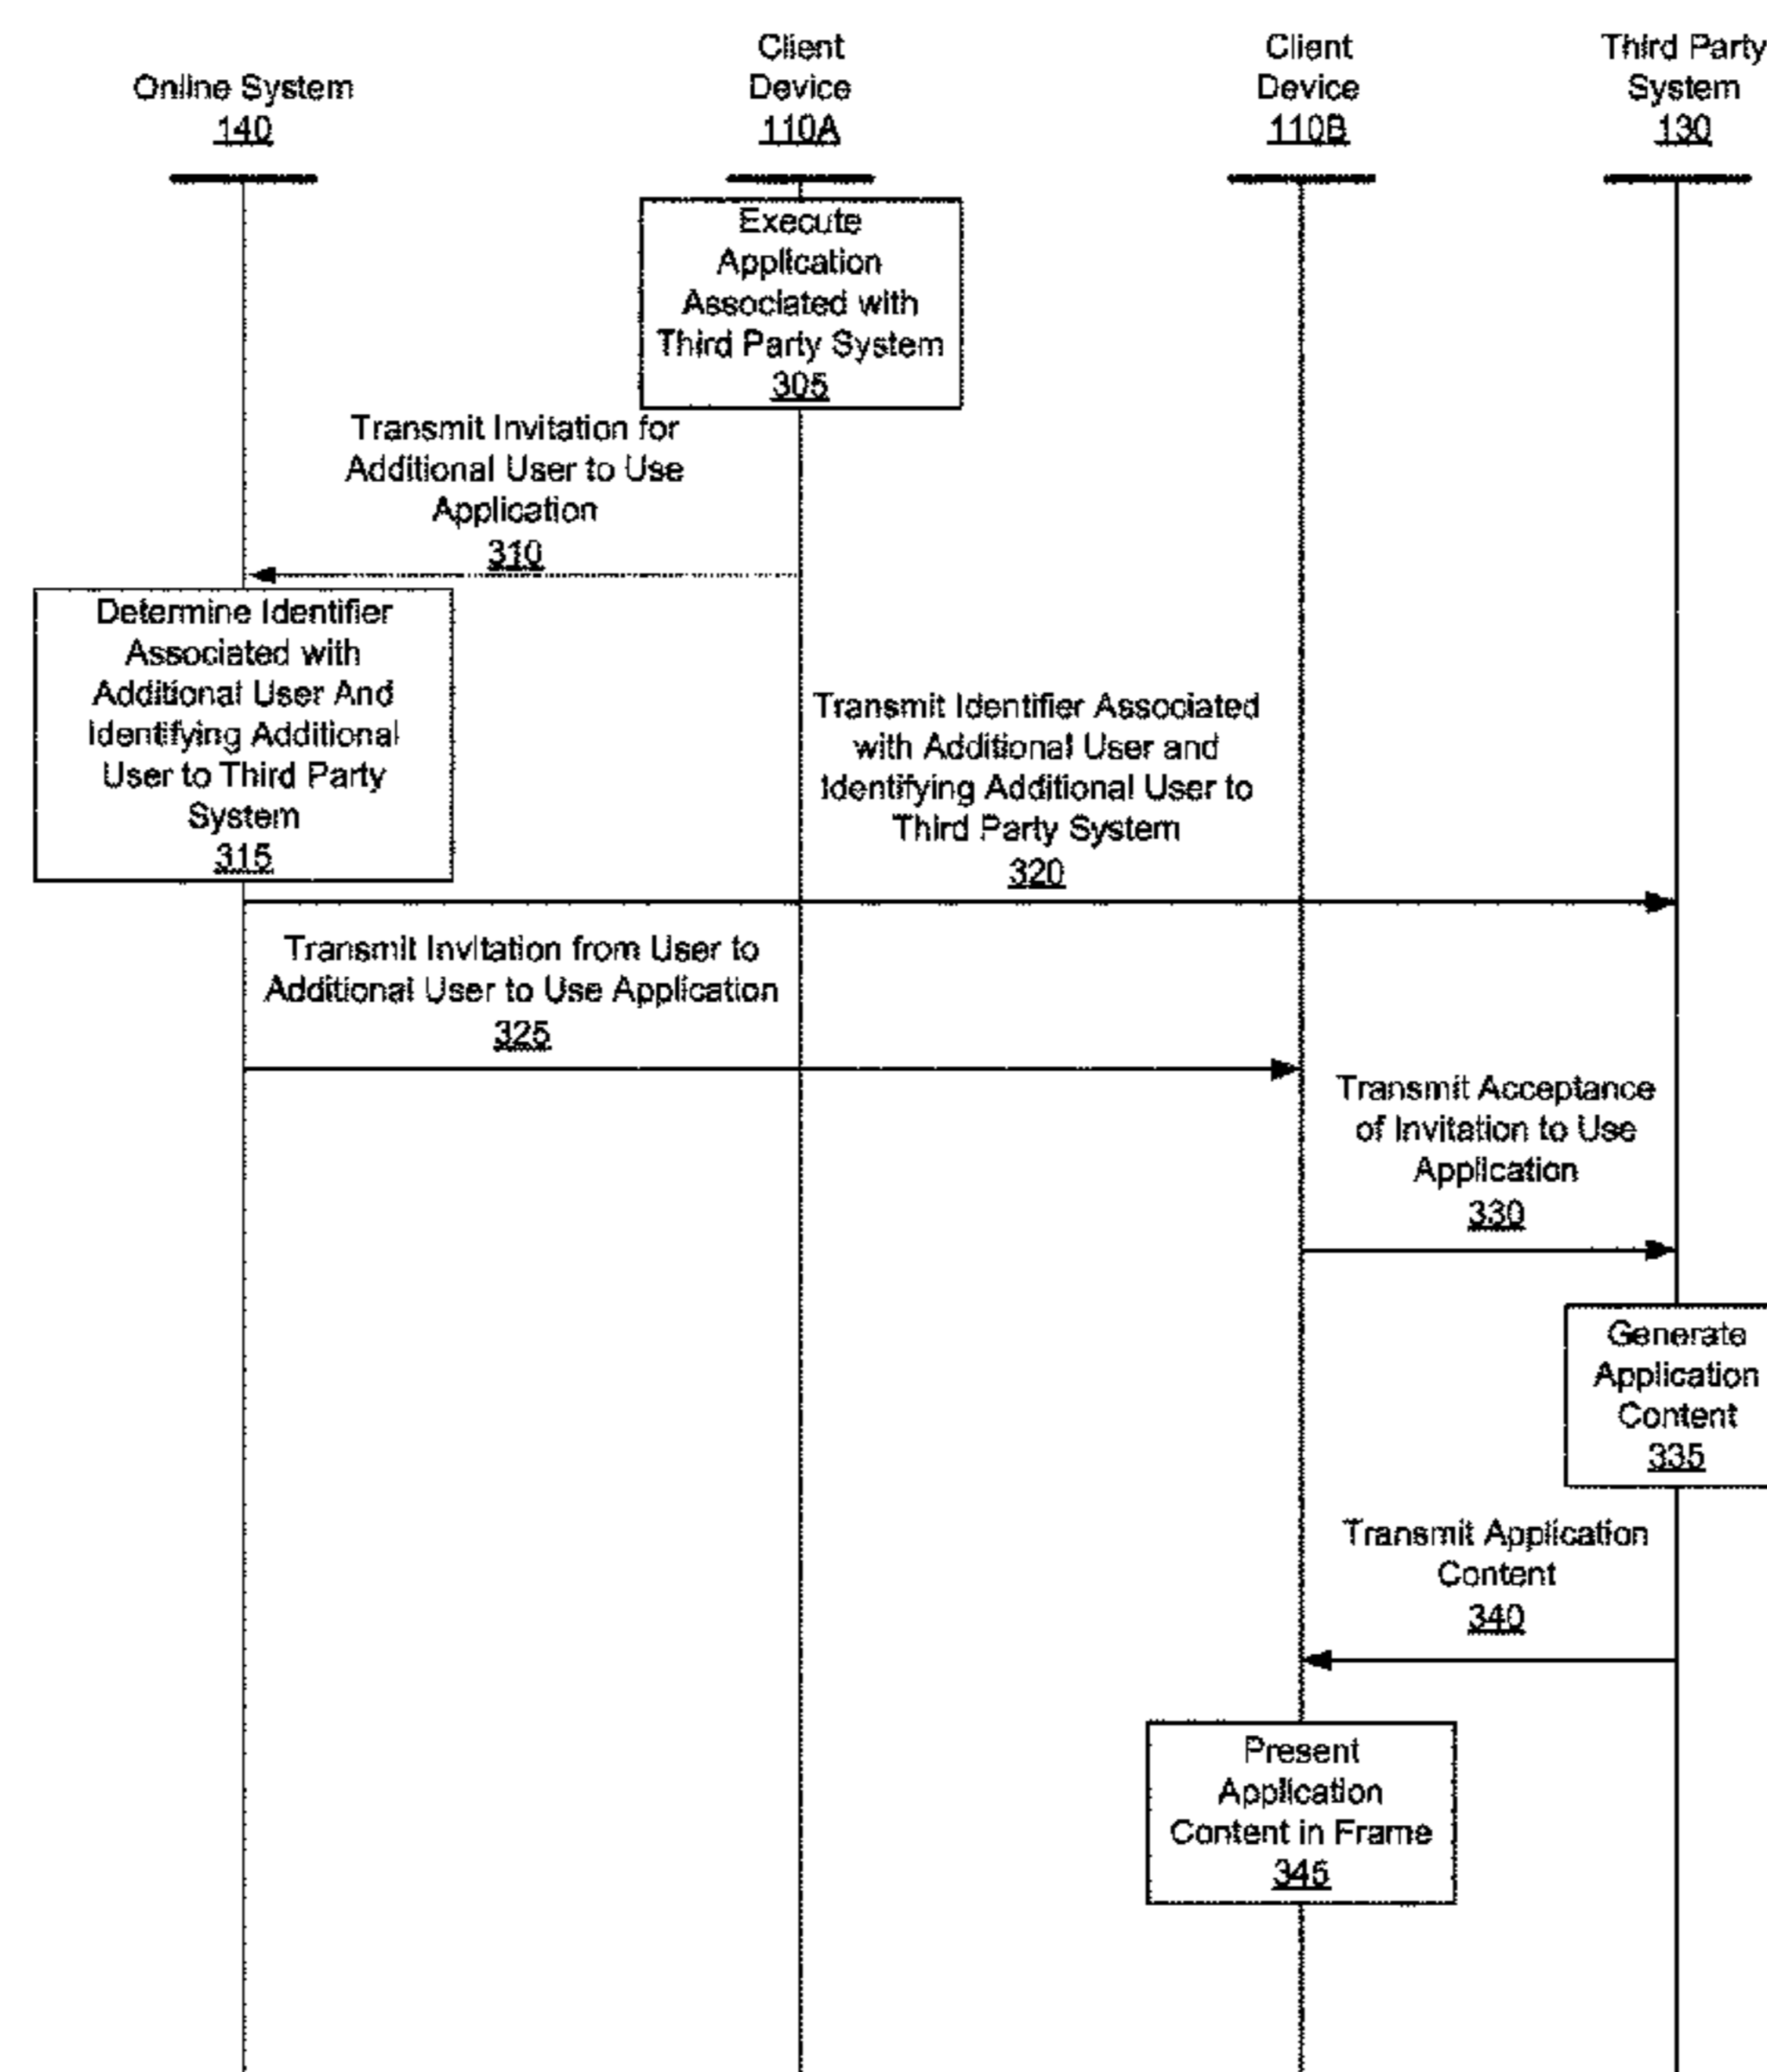 Online System
140
Client
Device
110A
Client
Device
110B
Third Party
System
130
Execute
Application
Associated with
Third Party System
305
Transmit Invitation for
Additional User to Use
Application
310
Determine Identifier
Associated with
Additional User And
Identifying Additional
User to Third Party
System
315
Transmit Identifier Associated
with Additional User and
Identifying Additional User to
Third Party System
320
Transmit Invitation from User to
Additional User to Use Application
325
Transmit Acceptance
of Invitation to Use
Application
330
Generate
Application
Content
335
Transmit Application
Content
340
Present
Application
Content in Frame
345